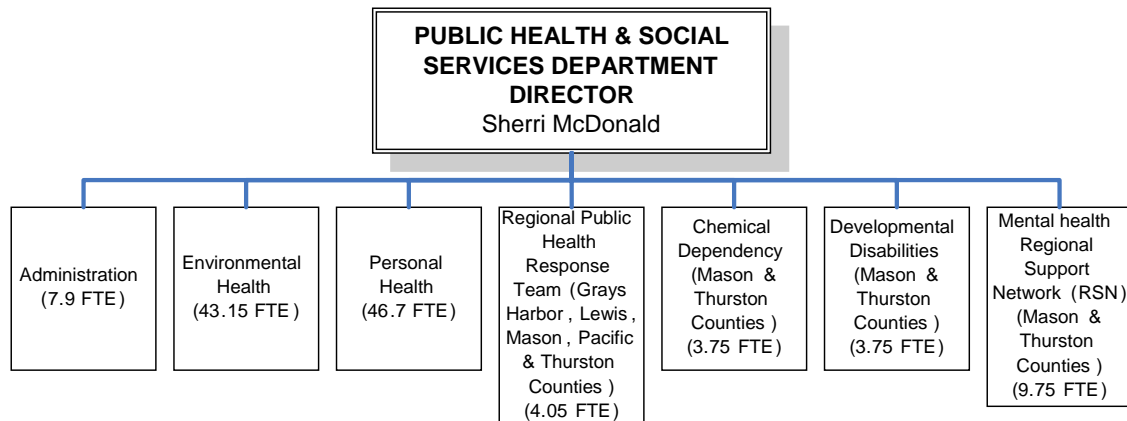 PUBLIC HEALTH & SOCIAL
SERVICES DEPARTMENT
DIRECTOR
Sherri McDonald
Administration
(7.9 FTE)
Environmental
Health
(43.15 FTE)
Personal
Health
(46.7 FTE)
Regional Public
Health
Response
Team (Grays
Harbor, Lewis,
Mason, Pacific
& Thurston
Counties)
(4.05 FTE)
Chemical
Dependency
(Mason &
Thurston
Counties)
(3.75 FTE)
Developmental
Disabilities
(Mason &
Thurston
Counties)
(3.75 FTE)
Mental health
Regional
Support
Network (RSN)
(Mason &
Thurston
Counties)
(9.75 FTE)